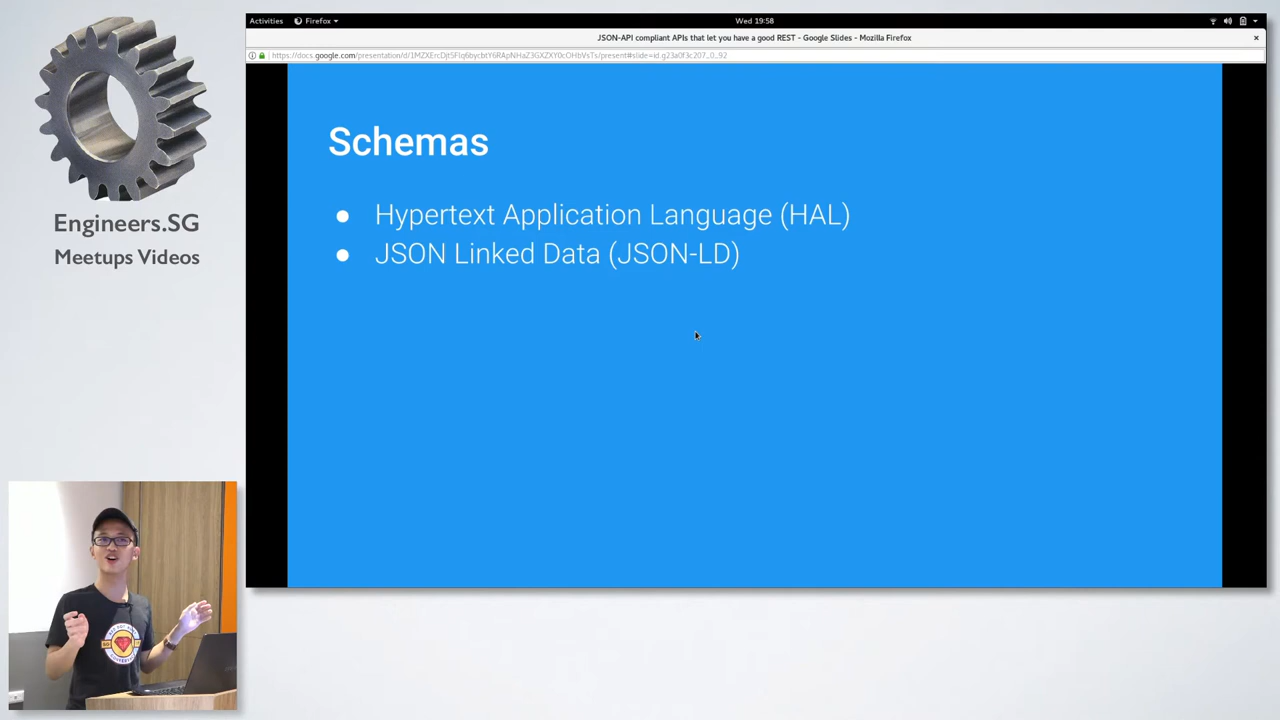 Activities
Firefox
Wed 19:58
JSON-API compliant APIs that let you have a good REST - Google Slides - Mozilla Firefox
Schemas
● Hypertext Application Language (HAL)
● JSON Linked Data (JSON-LD)
Engineers.SG
Meetups Videos